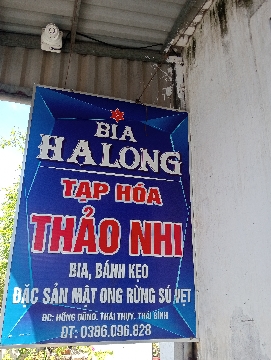 BIA
HALONG
TẠP HÓA
THẢO NHI
BIA, BÁNH KẸO
ĐẶC SẢN MẬT ONG RỪNG SÚ VẸT
ĐC: HỒNG DŨNG, THÁI THỤY, THÁI BÌNH
ĐT: 0386.096.828